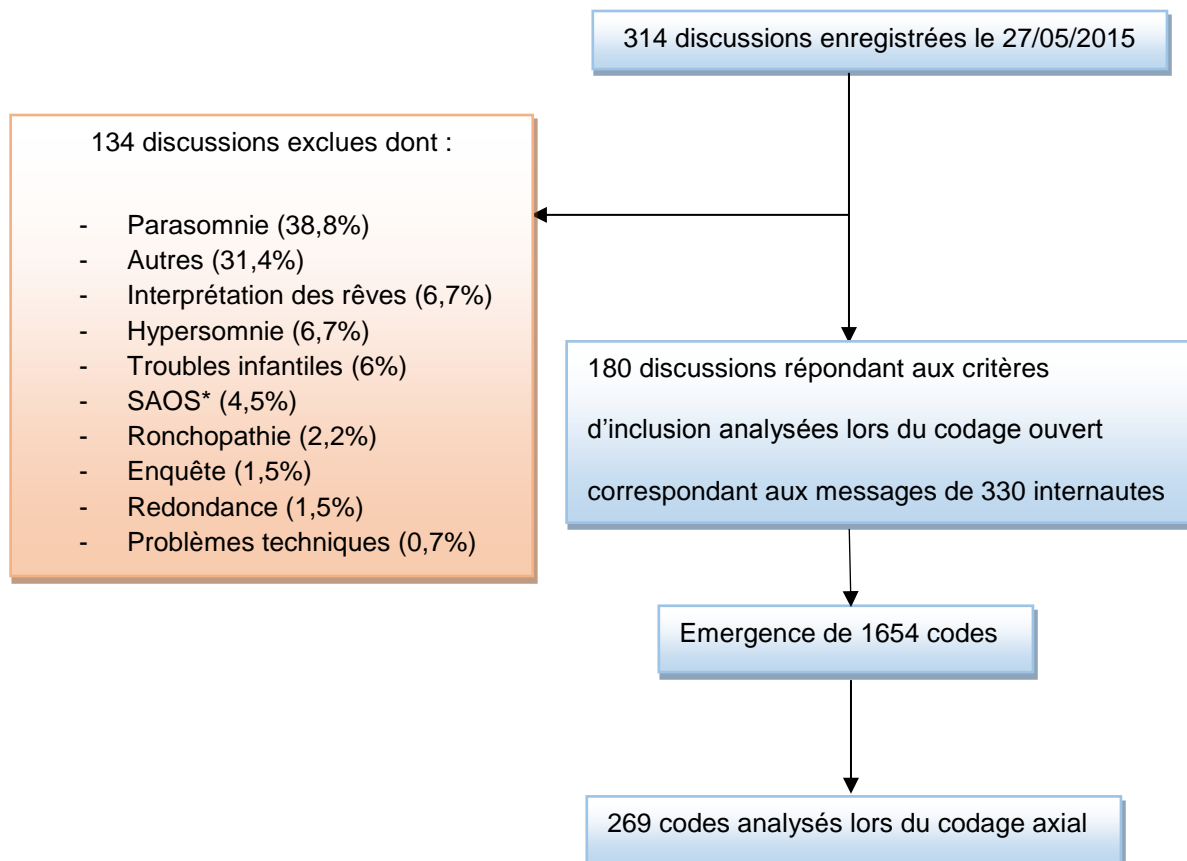 314 discussions enregistrées le 27/05/2015
134 discussions exclues dont :
- Parasomnie (38,8%)
- Autres (31,4%)
- Interprétation des rêves (6,7%)
- Hypersomnie (6,7%)
- Troubles infantiles (6%)
- SAOS* (4,5%)
- Ronchopathie (2,2%)
- Enquête (1,5%)
- Redondance (1,5%)
- Problèmes techniques (0,7%)
180 discussions répondant aux critères
d’inclusion analysées lors du codage ouvert
correspondant aux messages de 330 internautes
Emergence de 1654 codes
269 codes analysés lors du codage axial